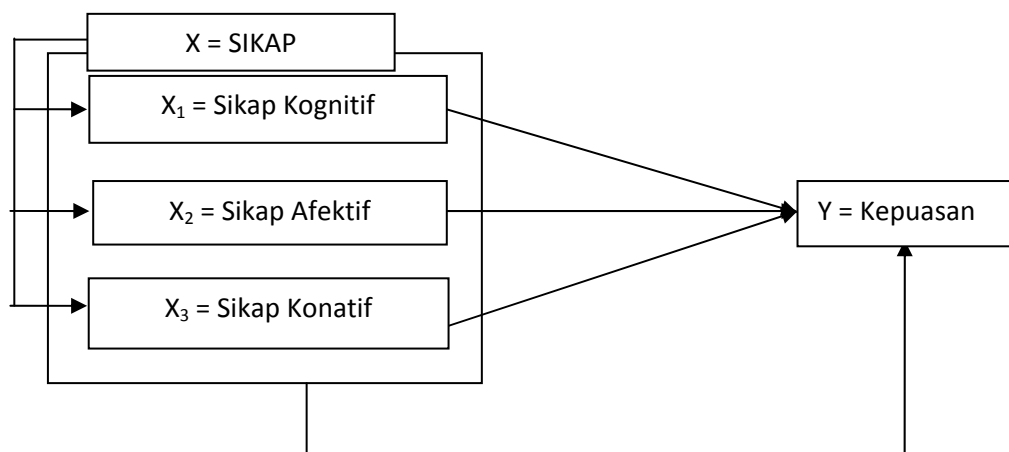 X = SIKAP
X₁ = Sikap Kognitif
X₂ = Sikap Afektif
Y = Kepuasan
X₃ = Sikap Konatif